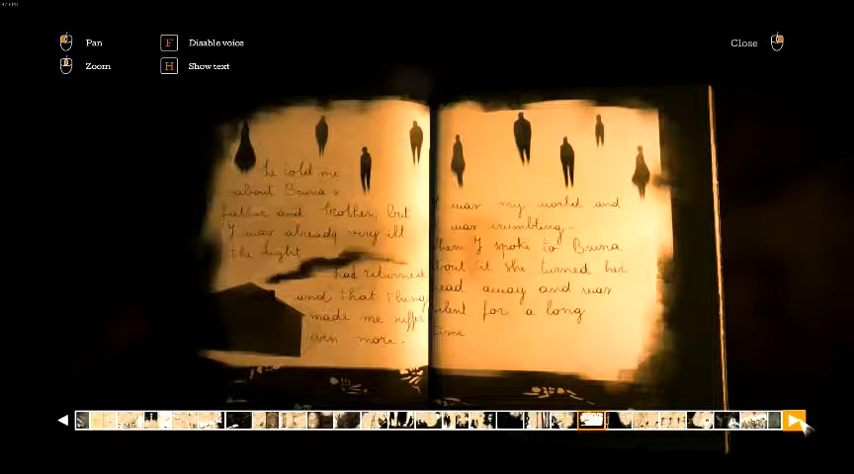 Pan
F Disable voice
Zoom
H Show text
Close
he told me
about Bruna's
father and brother, but
I was already very ill
the light
had returned
and that thing
made me suffer
even more.
I was my world and
was crumbling.
when I spoke to Bruna
about it she turned her
head away and was
silent for a long
time